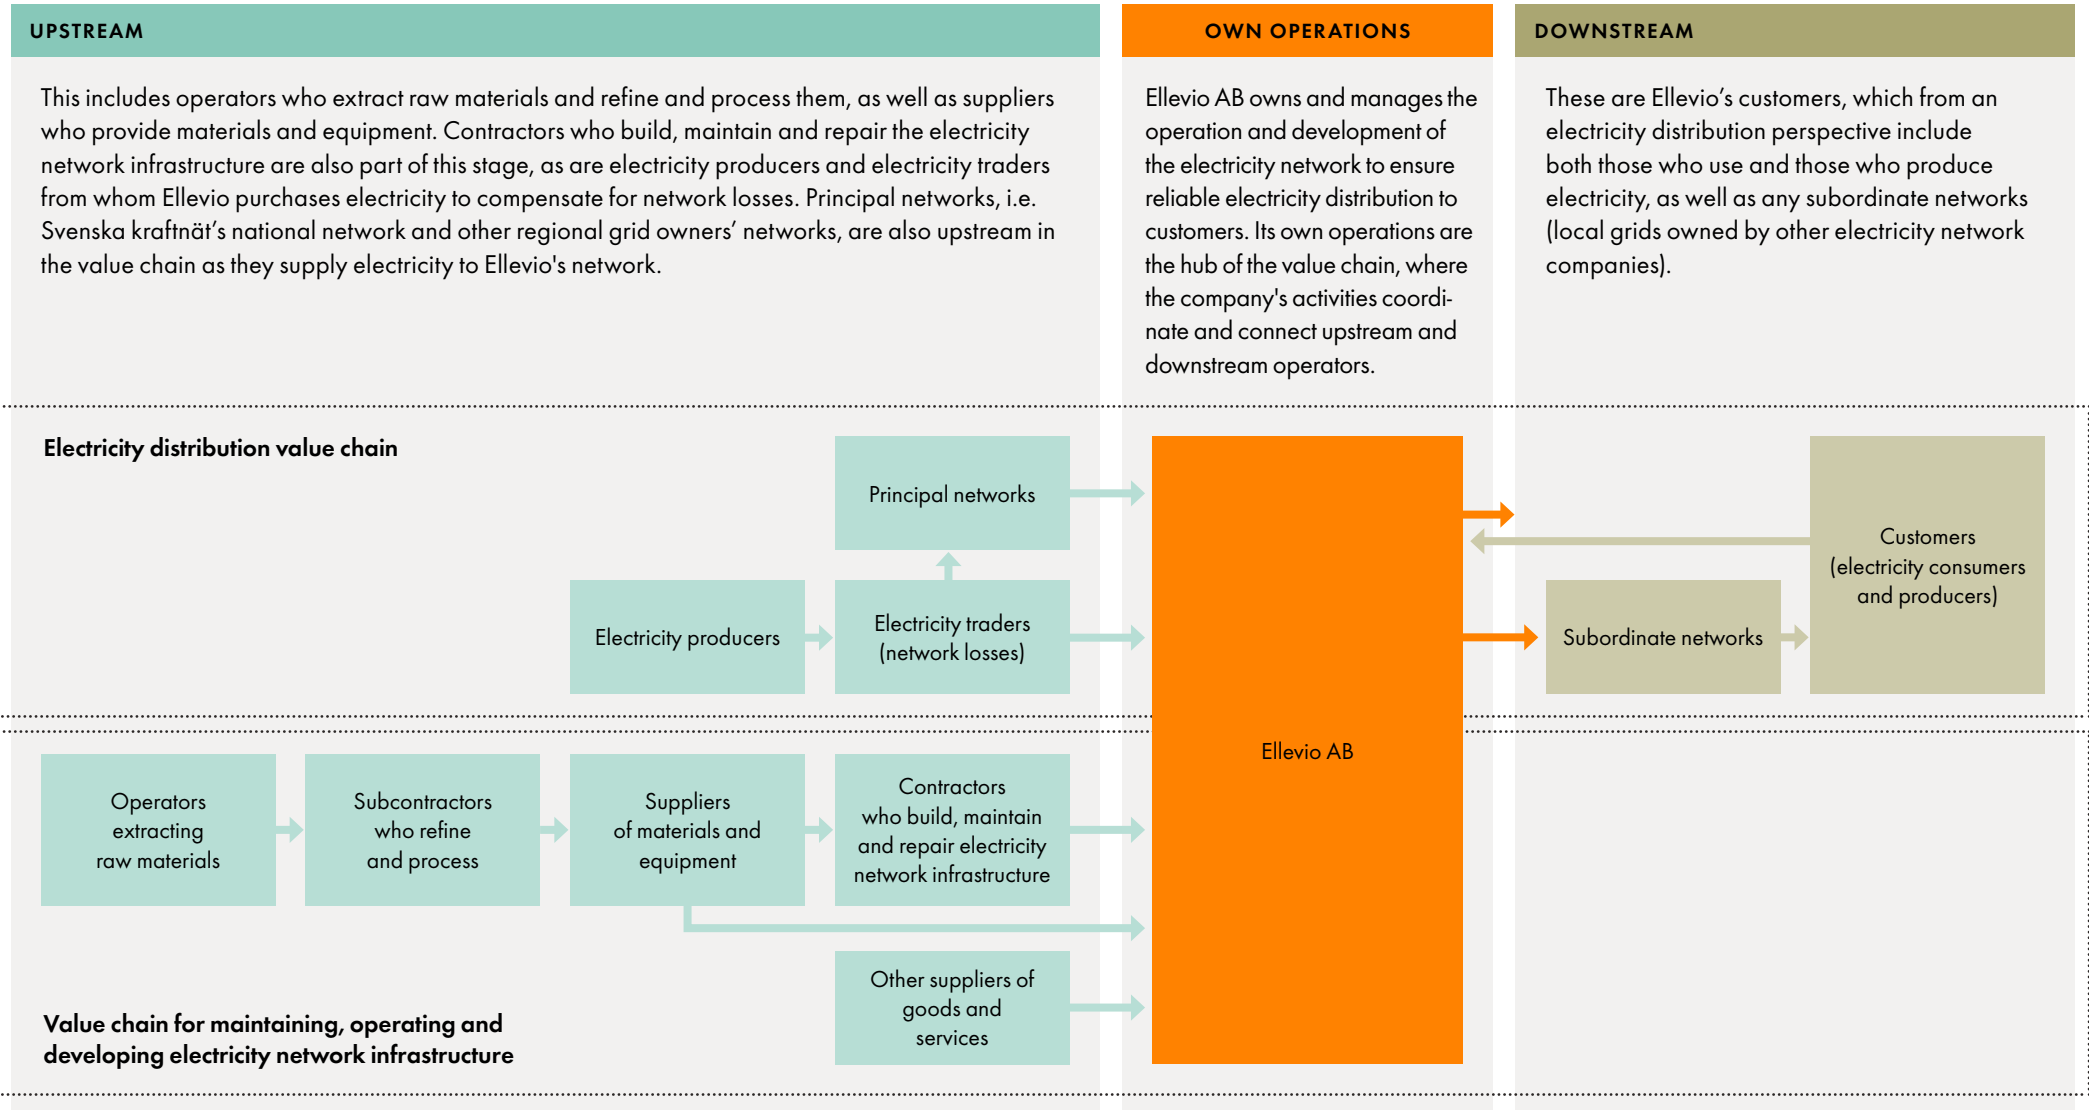 UPSTREAM
This includes operators who extract raw materials and refine and process them, as well as suppliers
who provide materials and equipment. Contractors who build, maintain and repair the electricity
network infrastructure are also part of this stage, as are electricity producers and electricity traders
from whom Ellevio purchases electricity to compensate for network losses. Principal networks, i.e.
Svenska kraftnät’s national network and other regional grid owners’ networks, are also upstream in
the value chain as they supply electricity to Ellevio's network.
OWN OPERATIONS
Ellevio AB owns and manages the
operation and development of
the electricity network to ensure
reliable electricity distribution to
customers. Its own operations are
the hub of the value chain, where
the company's activities coordi-
nate and connect upstream and
downstream operators.
DOWNSTREAM
These are Ellevio’s customers, which from an
electricity distribution perspective include
both those who use and those who produce
electricity, as well as any subordinate networks
(local grids owned by other electricity network
companies).
Electricity distribution value chain
Principal networks
Electricity producers
Electricity traders
(network losses)
Ellevio AB
Subordinate networks
Customers
(electricity consumers
and producers)
Operators
extracting
raw materials
Subcontractors
who refine
and process
Suppliers
of materials and
equipment
Contractors
who build, maintain
and repair electricity
network infrastructure
Other suppliers of
goods and
services
Value chain for maintaining, operating and
developing electricity network infrastructure